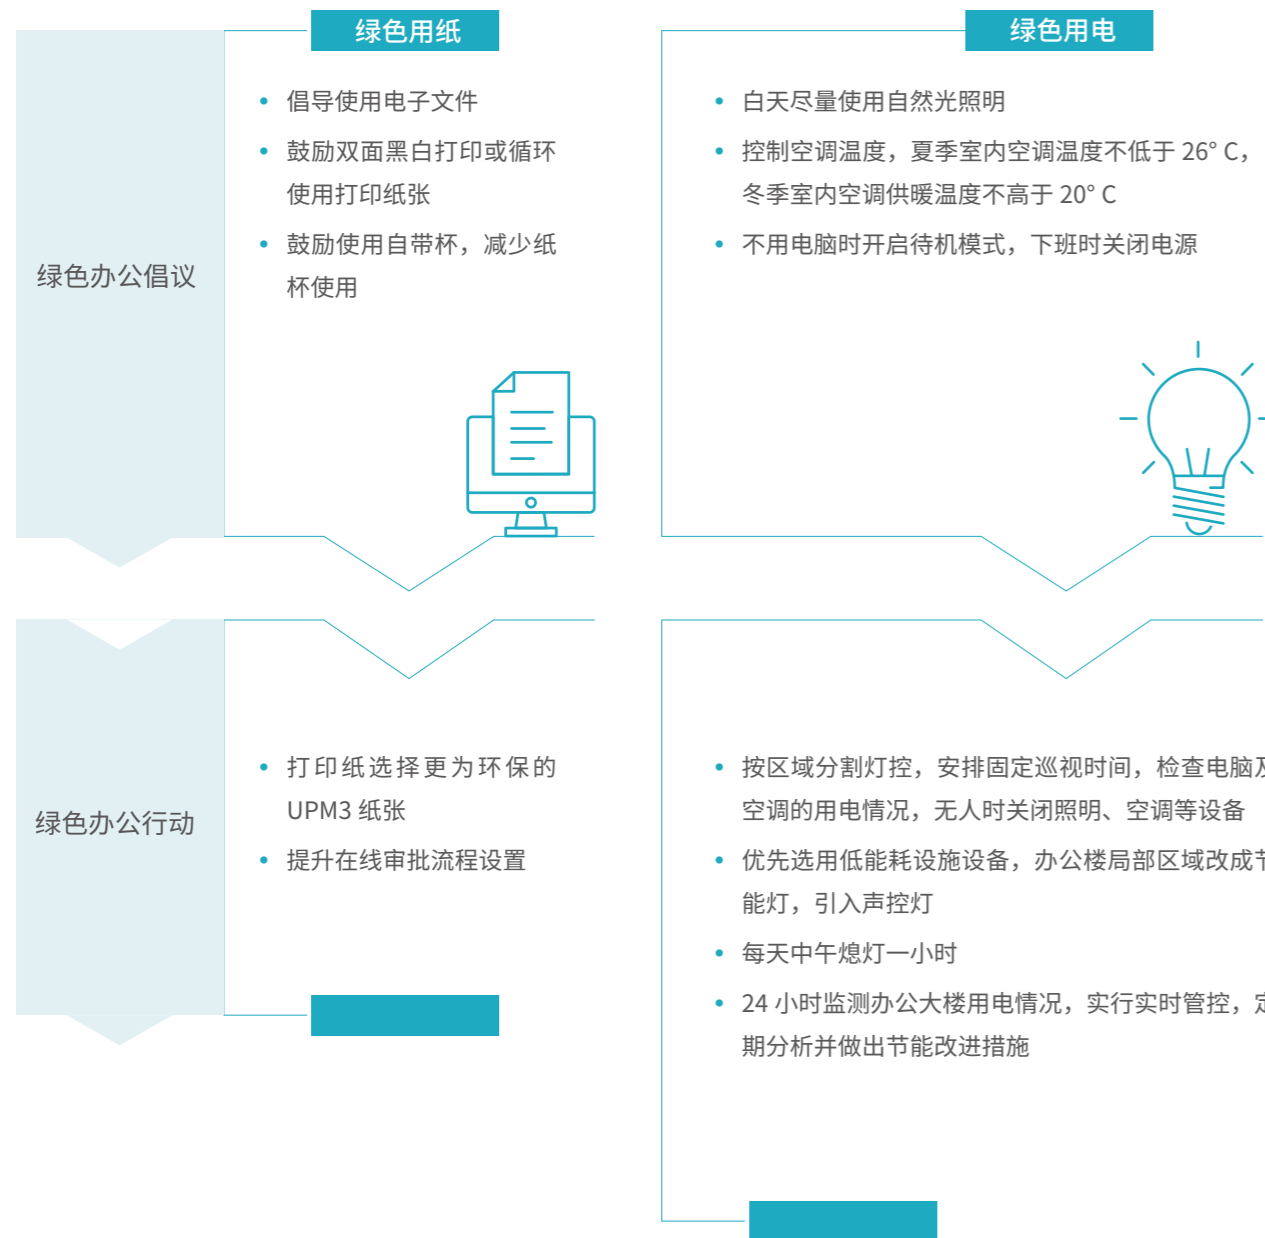 绿色用纸
绿色用电
绿色办公倡议
倡导使用电子文件
鼓励双面黑白打印或循环
使用打印纸张
鼓励使用自带杯，减少纸
杯使用
白天尽量使用自然光照明
控制空调温度，夏季室内空调温度不低于 26° C，
冬季室内空调供暖温度不高于 20° C
不用电脑时开启待机模式，下班时关闭电源
绿色办公行动
打印纸选择更为环保的
UPM3 纸张
提升在线审批流程设置
按区域分割灯控，安排固定巡视时间，检查电脑及
空调的用电情况，无人时关闭照明、空调等设备
优先选用低能耗设施设备，办公楼局部区域改成节
能灯，引入声控灯
每天中午熄灯一小时
24 小时监测办公大楼用电情况，实行实时管控，定
期分析并做出节能改进措施